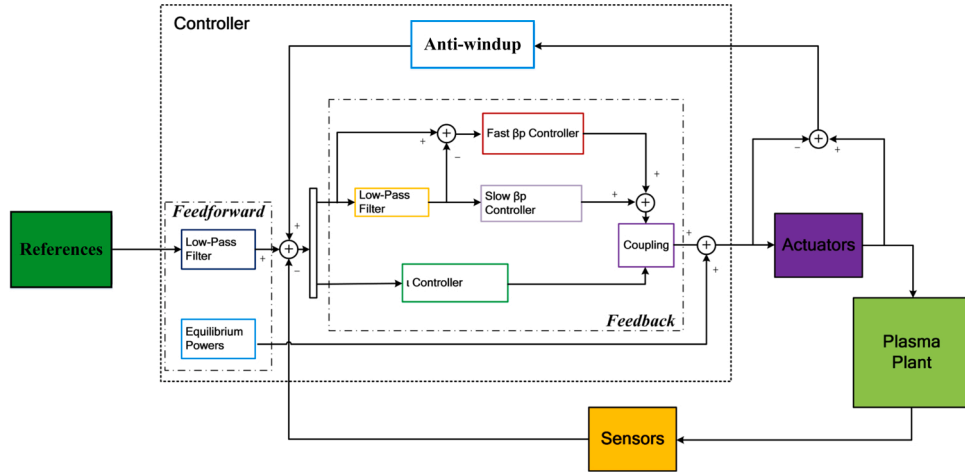 Controller
Anti-windup
+
Fast βp Controller
+
−
+
−
+
Feedforward
Low-Pass
Filter
Slow βp
Controller
+
+
References
Low-Pass
Filter
+
−
Coupling
+
+
Actuators
ι Controller
Equilibrium
Powers
Feedback
Plasma
Plant
Sensors